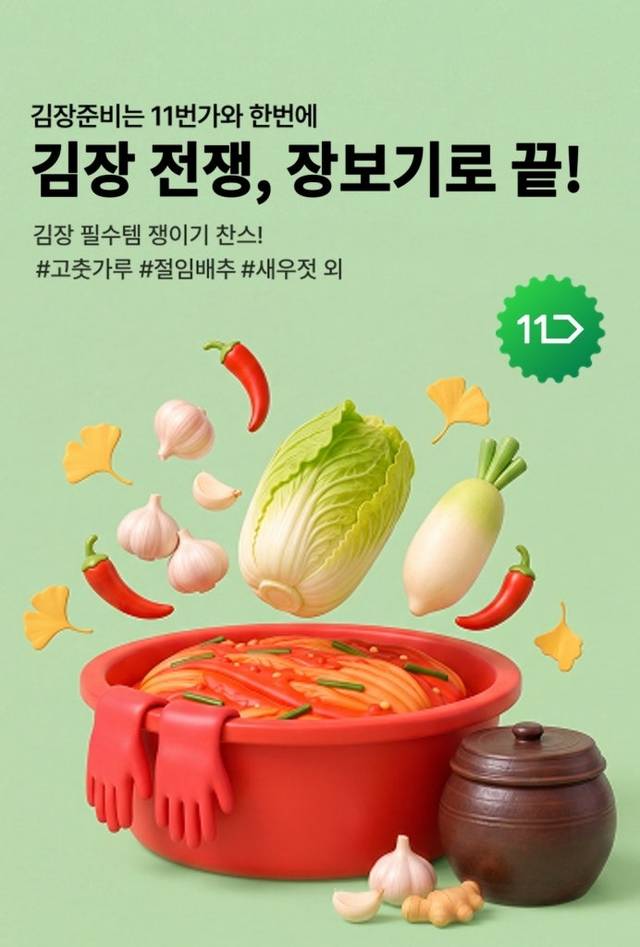 김장준비는 11번가와 한번에
김장 전쟁, 장보기로 끝!
김장 필수템 쟁이기 찬스!
#고춧가루 #절임배추 #새우젓 외
11